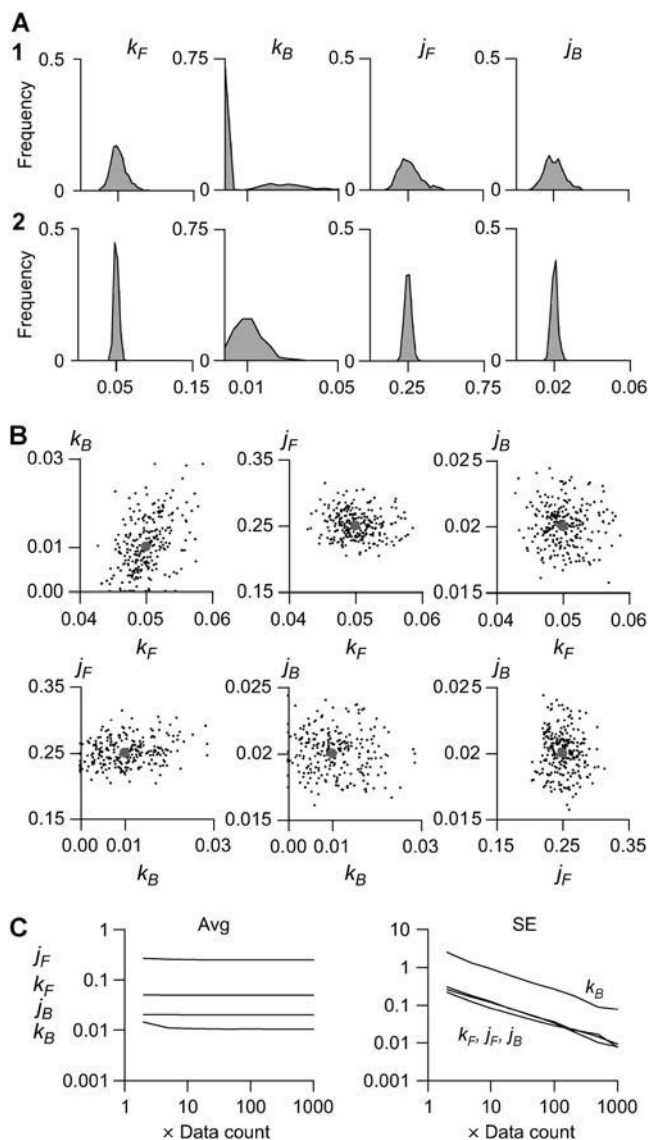 A
1
k_F k_B j_F j_B
0.5 0.75 0.5 0.5
Frequency
0 0 0 0
2
0.5 0.75 0.5 0.5
Frequency
0 0 0 0
0.05 0.15 0.01 0.05 0.25 0.75 0.02 0.06
B
k_B j_F j_B
0.03 0.35 0.025
0.01 0.25 0.020
0.00 0.15 0.015
0.04 0.05 0.06 0.04 0.05 0.06 0.04 0.05 0.06
k_F k_F k_F
j_F j_B j_B
0.35 0.025 0.025
0.25 0.020 0.020
0.15 0.015 0.015
0.00 0.01 0.03 0.00 0.01 0.03 0.15 0.25 0.35
k_B k_B j_F
C
Avg SE
1 10
j_F
1
0.1
k_F
0.1
j_B
k_B
0.01 0.01
k_B
k_F, j_F, j_B
0.001 0.001
1 10 100 1000 1 10 100 1000
× Data count × Data count